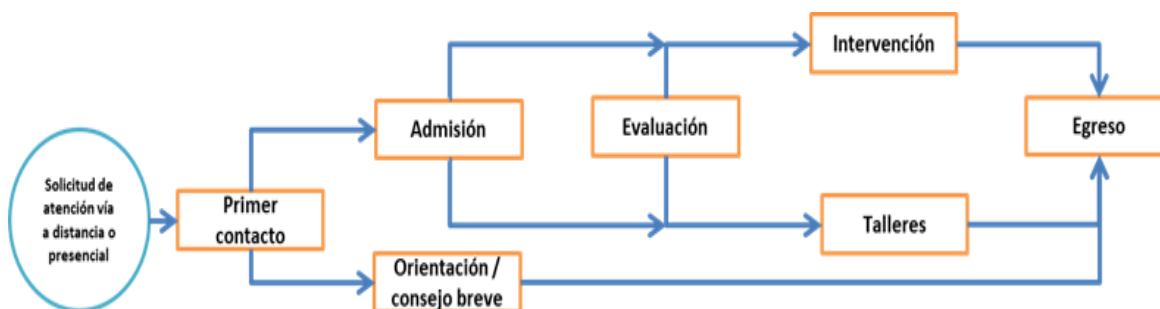 Solicitud de
atención vía
a distancia o
presencial
Primer
contacto
Admisión
Orientación /
consejo breve
Evaluación
Intervención
Talleres
Egreso